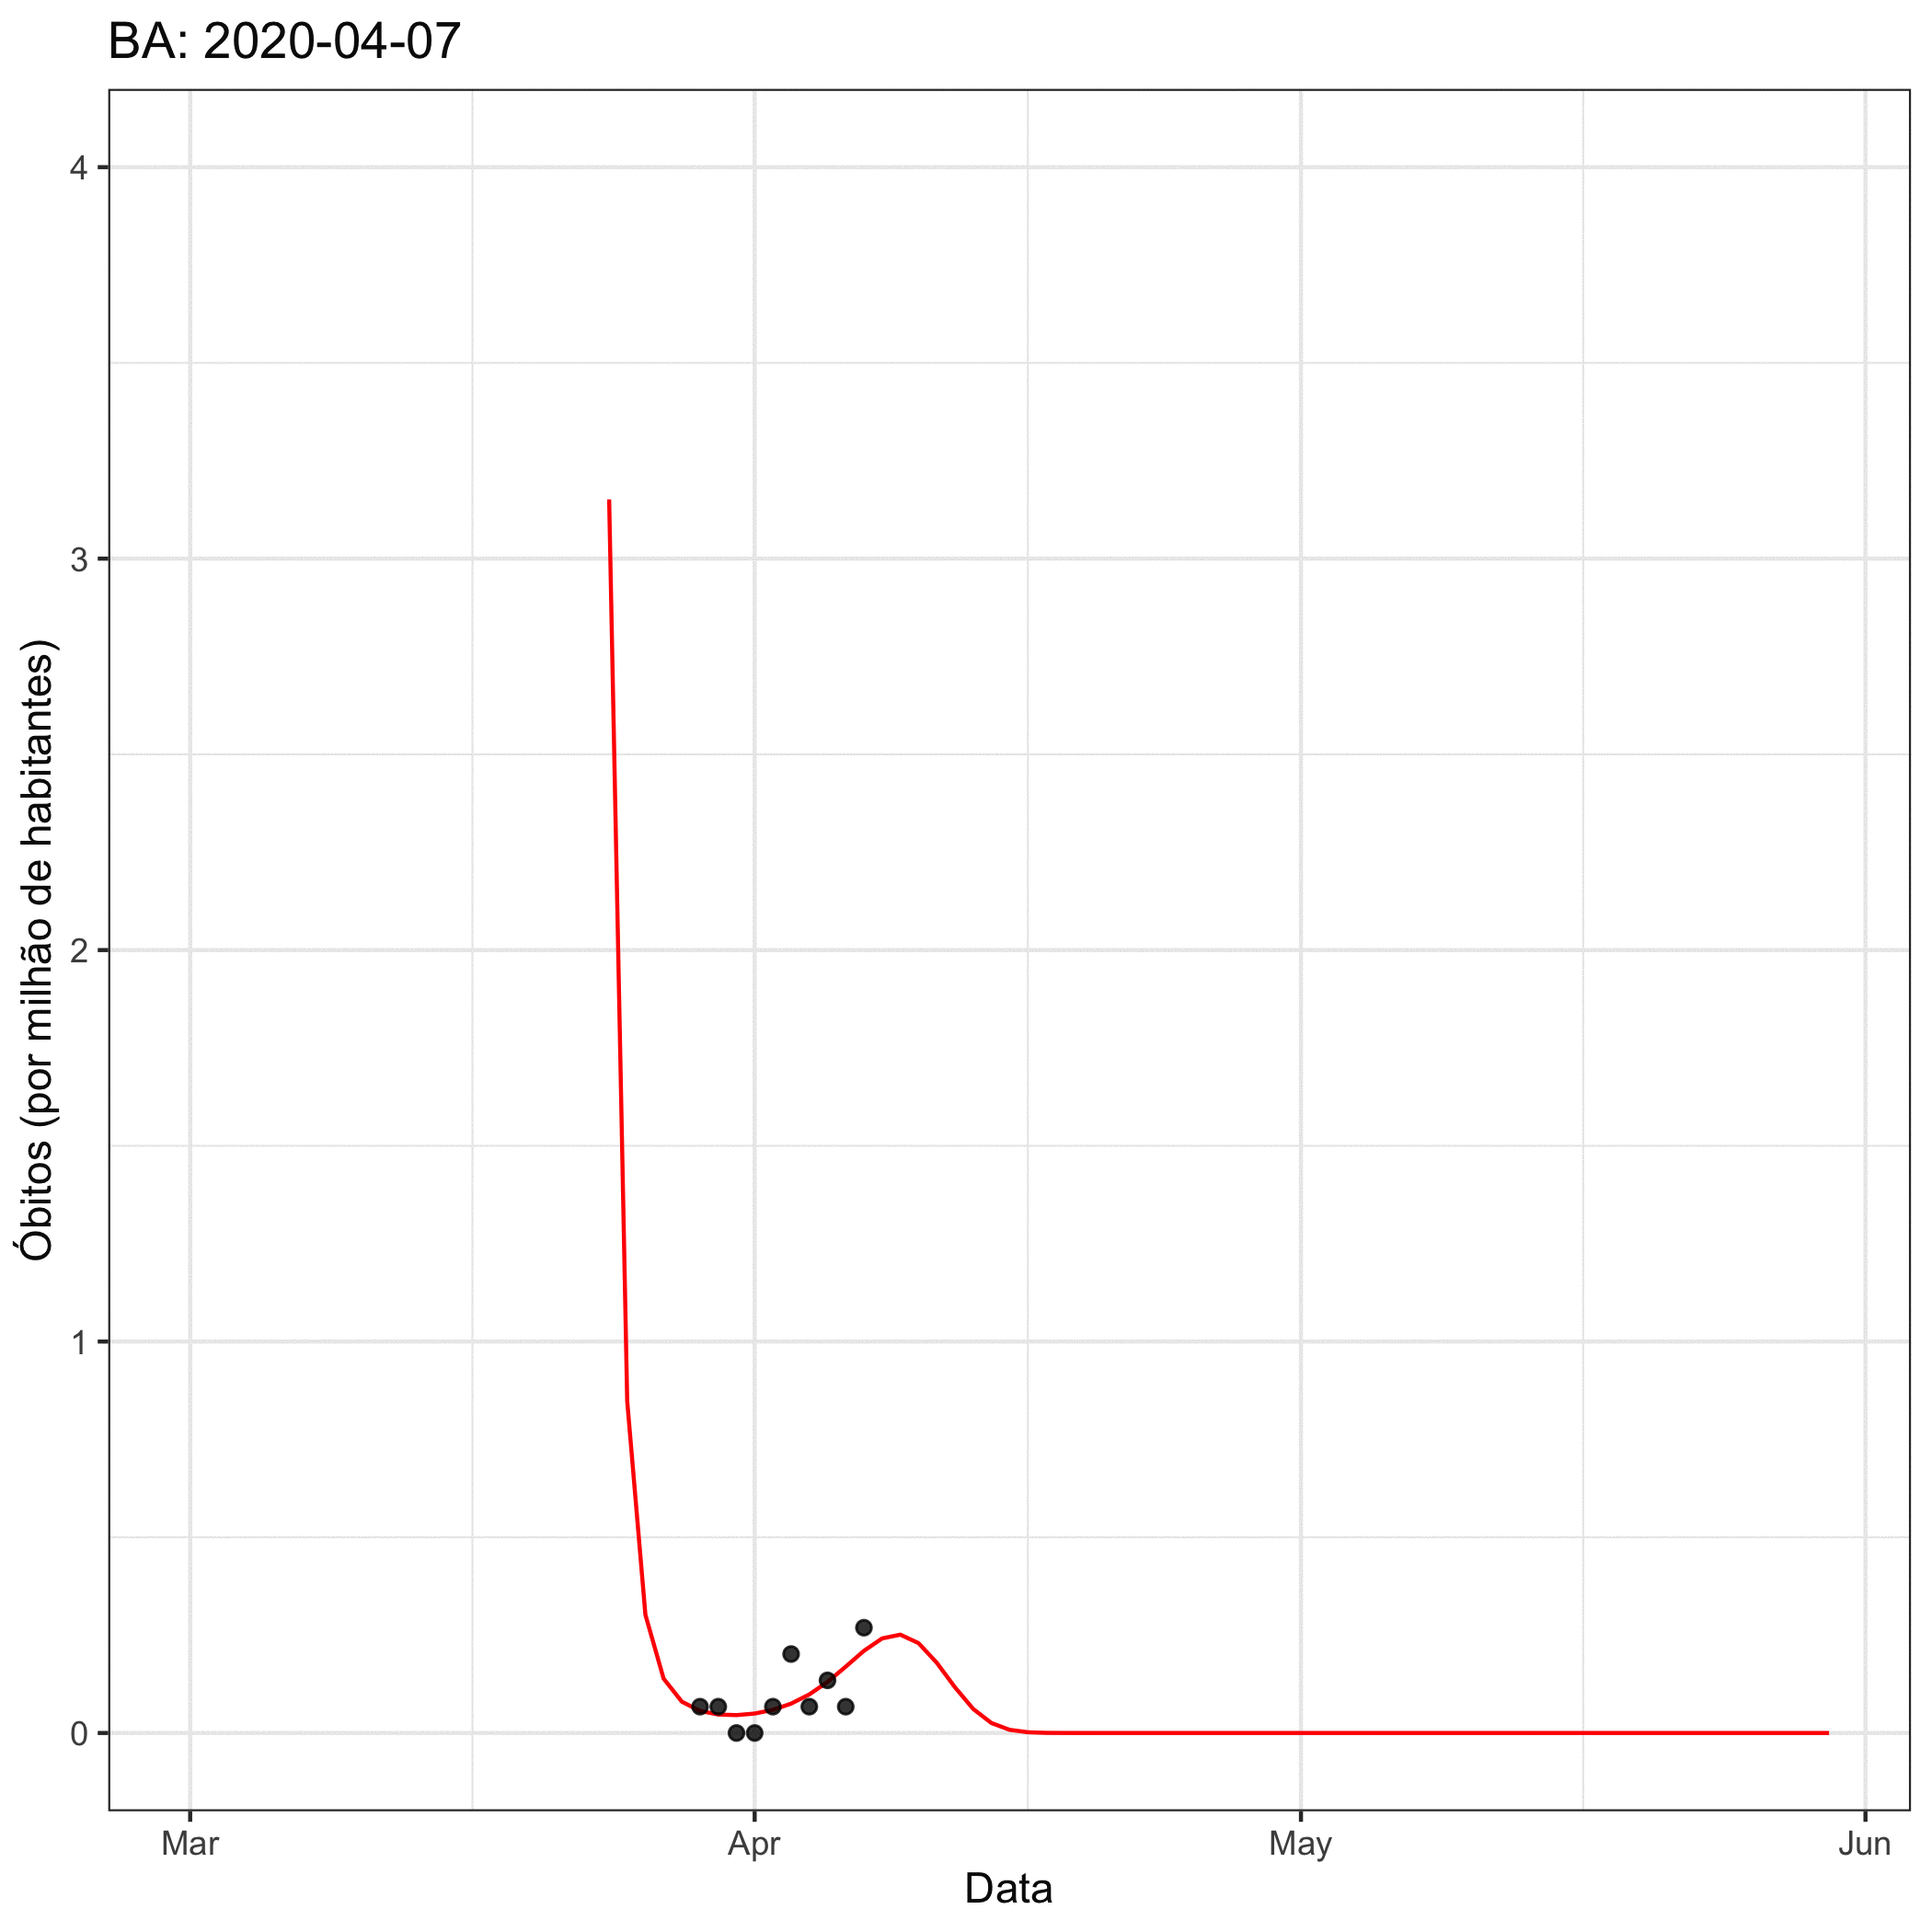 BA: 2020-04-07
Óbitos (por milhão de habitantes)
4
3
2
1
0
Mar
Apr
May
Jun
Data